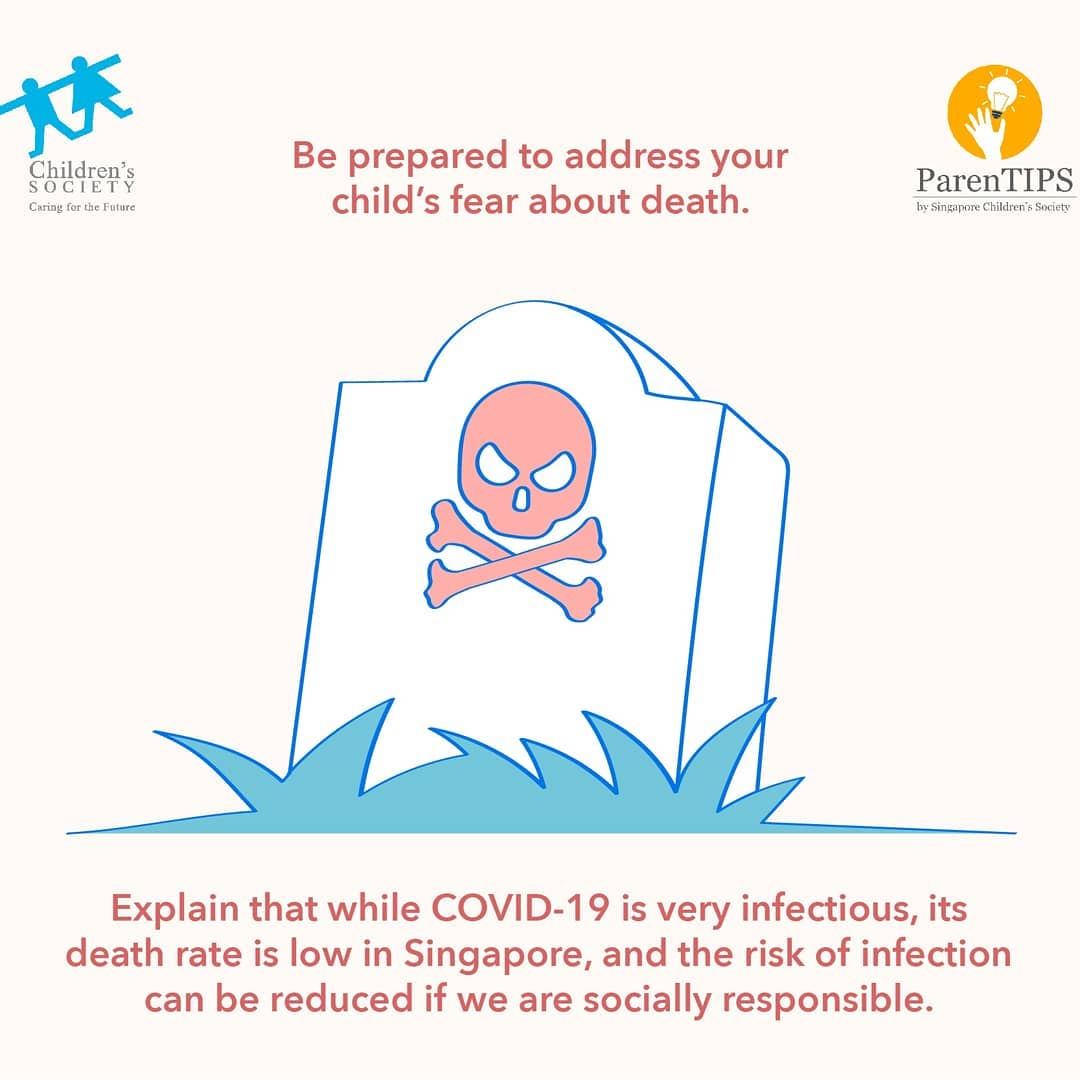 Children's
SOCIETY
Caring for the Future
Be prepared to address your
child's fear about death.
ParenTIPS
by Singapore Children's Society
Explain that while COVID-19 is very infectious, its
death rate is low in Singapore, and the risk of infection
can be reduced if we are socially responsible.